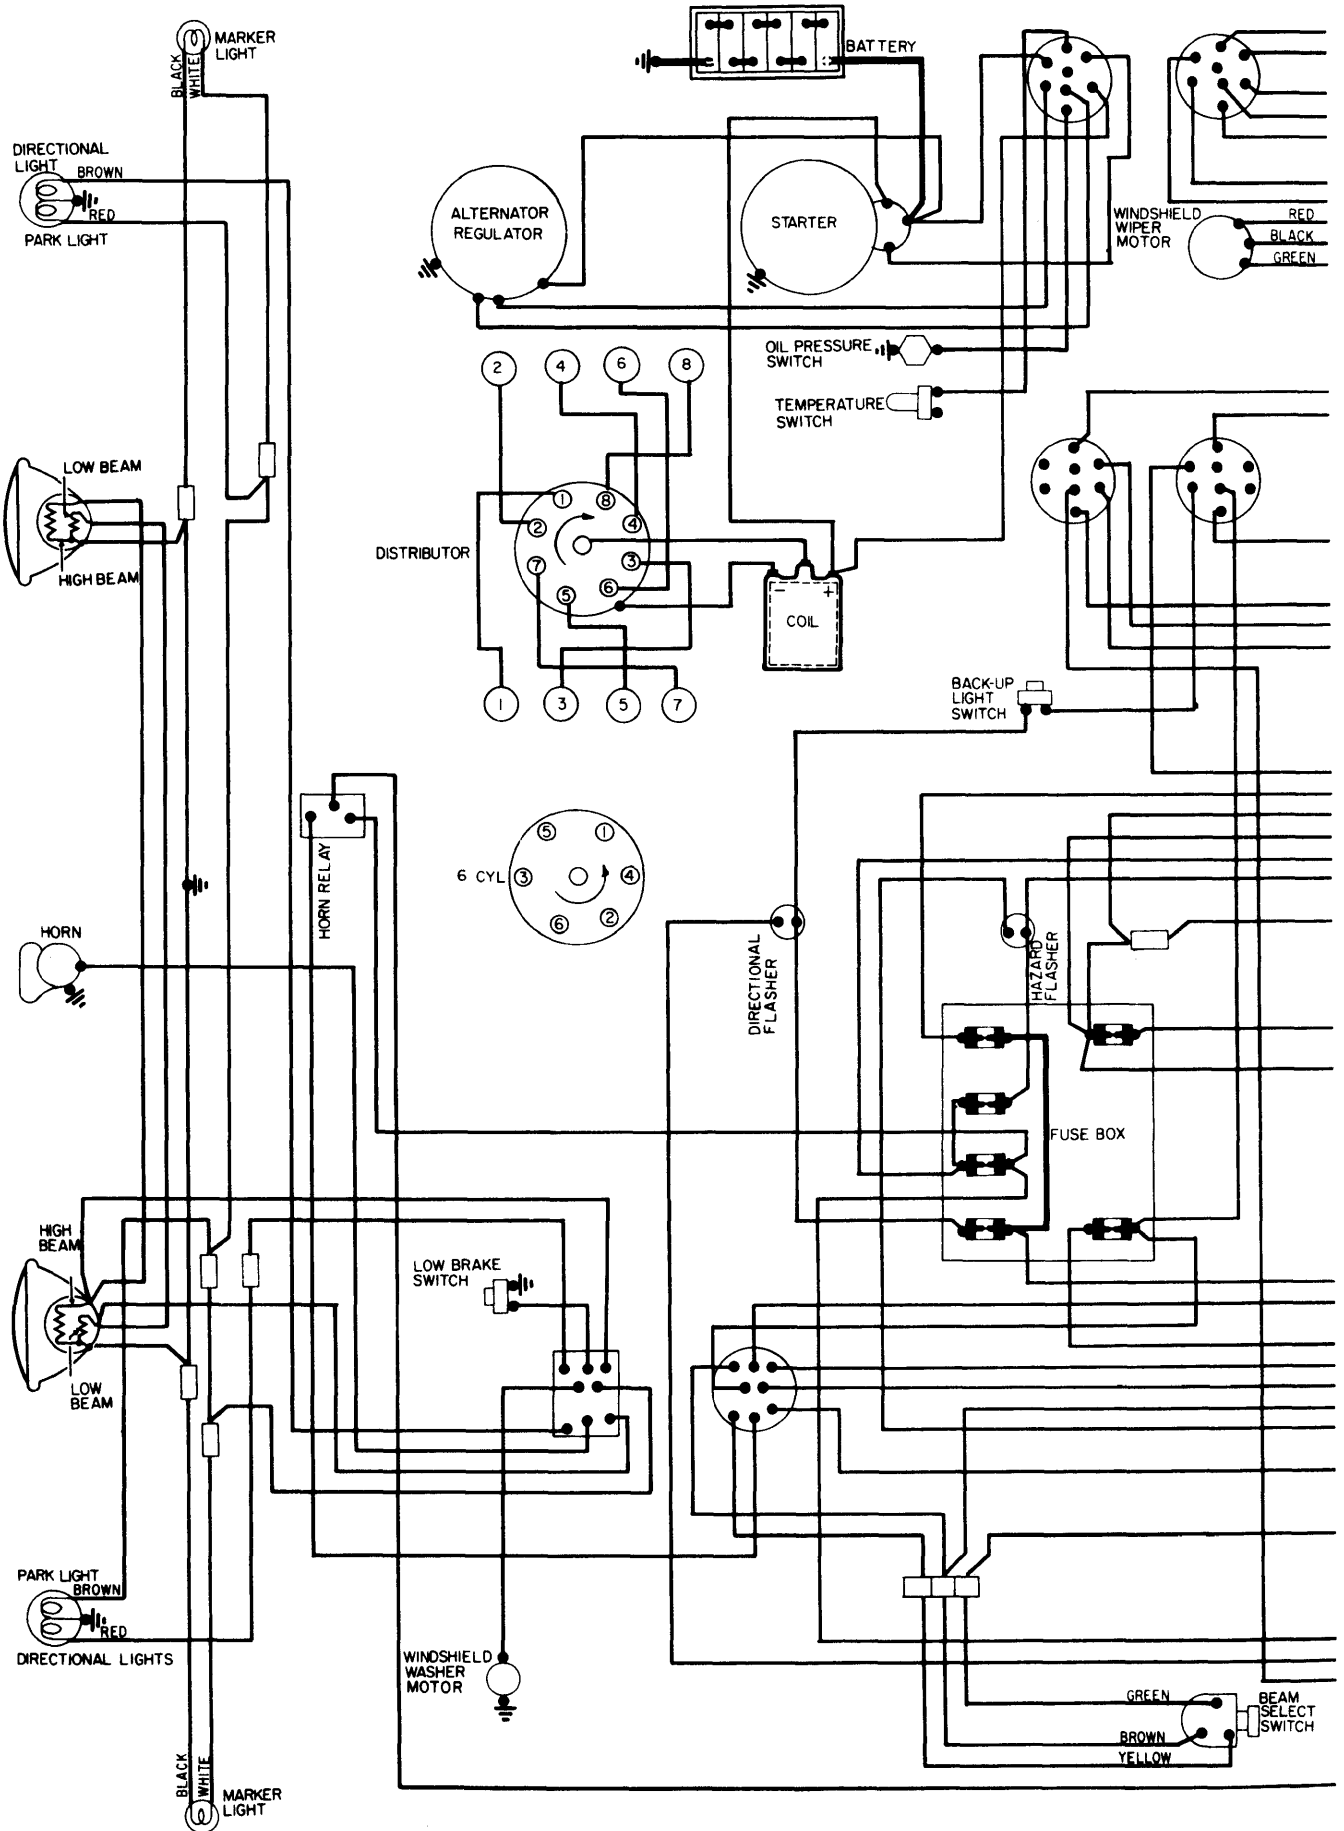 MARKER
LIGHT
BLACK
WHITE
BATTERY
DIRECTIONAL
LIGHT
BROWN
RED
PARK LIGHT
ALTERNATOR
REGULATOR
STARTER
WINDSHIELD
WIPER
MOTOR
RED
BLACK
GREEN
OIL PRESSURE
SWITCH
TEMPERATURE
SWITCH
2
4
6
8
LOW BEAM
HIGH BEAM
DISTRIBUTOR
1
8
2
4
7
3
5
6
- +
COIL
1
3
5
7
BACK-UP
LIGHT
SWITCH
HORN RELAY
6 CYL
5
1
3
4
6
2
HORN
DIRECTIONAL
FLASHER
HAZARD
FLASHER
FUSE BOX
HIGH
BEAM
LOW BRAKE
SWITCH
LOW
BEAM
PARK LIGHT
BROWN
RED
DIRECTIONAL LIGHTS
WINDSHIELD
WASHER
MOTOR
GREEN
BROWN
YELLOW
BEAM
SELECT
SWITCH
BLACK
WHITE
MARKER
LIGHT